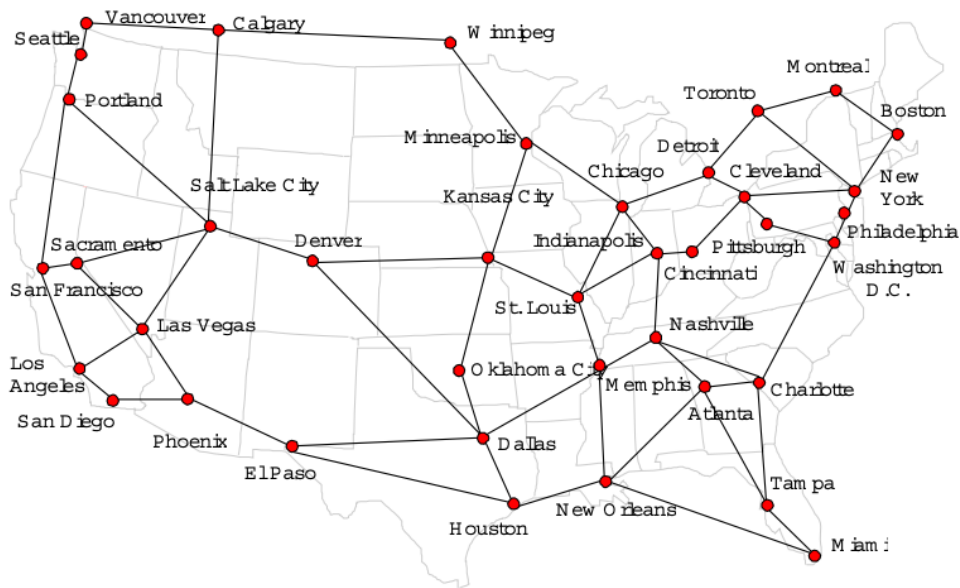 Vancouver
Calgary
Winnipeg
Seattle
Montreal
Portland
Toronto
Boston
Minneapolis
Detroit
Chicago
Cleveland
Salt Lake City
Kansas City
New
York
Sacramento
Denver
Indianapolis
Pittsburgh
Philadelphia
San Francisco
Cincinnati
Washington
D.C.
St. Louis
Las Vegas
Nashville
Los
Angeles
Oklahoma City
Memphis
Charlotte
San Diego
Atlanta
Phoenix
Dallas
El Paso
Tampa
Houston
New Orleans
Miami